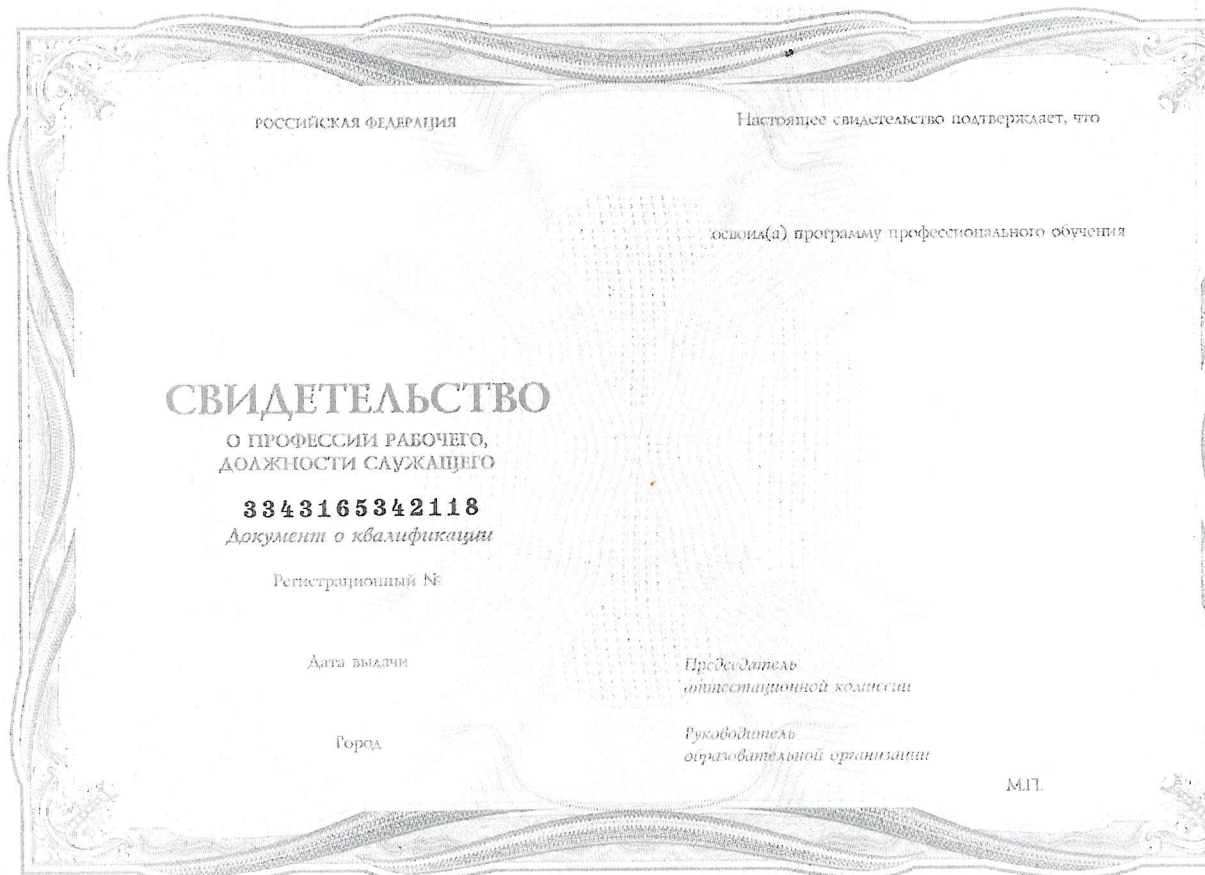 РОССИЙСКАЯ ФЕДЕРАЦИЯ
СВИДЕТЕЛЬСТВО
О ПРОФЕССИИ РАБОЧЕГО,
ДОЛЖНОСТИ СЛУЖАЩЕГО
3343165342118
Документ о квалификации
Регистрационный №
Дата выдачи
Город
Настоящее свидетельство подтверждает, что
освоил(а) программу профессионального обучения
Председатель
аттестационной комиссии
Руководитель
образовательной организации
М.П.